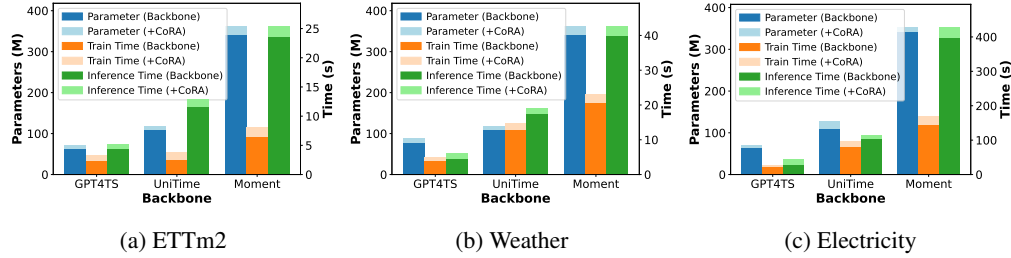 Parameters (M)
400
300
200
100
0
Parameter (Backbone)
Parameter (+CoRA)
Train Time (Backbone)
Train Time (+CoRA)
Inference Time (Backbone)
Inference Time (+CoRA)
25
20
15
10
5
0
Time (s)
GPT4TS UniTime Moment
Backbone
(a) ETTm2
Parameters (M)
400
300
200
100
0
Parameter (Backbone)
Parameter (+CoRA)
Train Time (Backbone)
Train Time (+CoRA)
Inference Time (Backbone)
Inference Time (+CoRA)
40
30
20
10
0
Time (s)
GPT4TS UniTime Moment
Backbone
(b) Weather
Parameters (M)
400
300
200
100
0
Parameter (Backbone)
Parameter (+CoRA)
Train Time (Backbone)
Train Time (+CoRA)
Inference Time (Backbone)
Inference Time (+CoRA)
400
300
200
100
0
Time (s)
GPT4TS UniTime Moment
Backbone
(c) Electricity